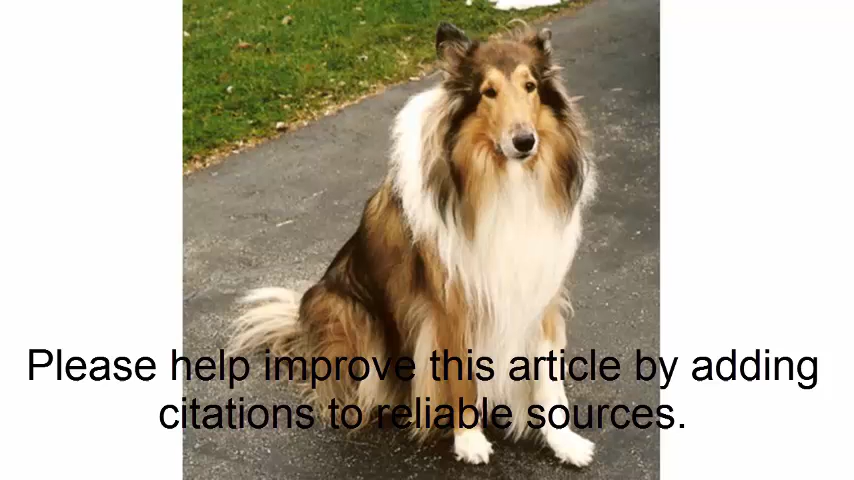 Please help improve this article by adding
citations to reliable sources.